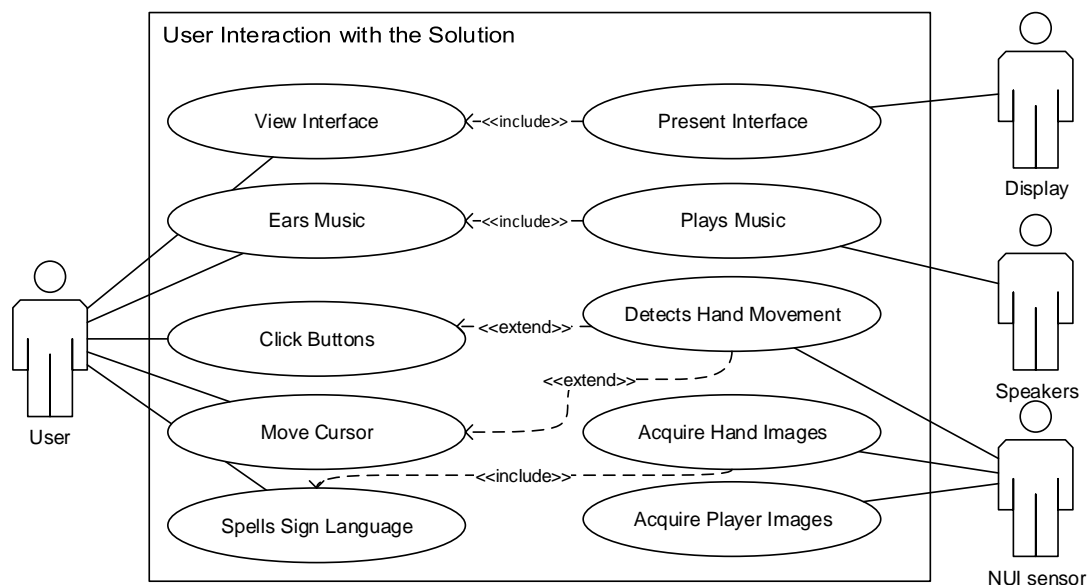 User Interaction with the Solution
View Interface
<<include>>
Present Interface
Display
Ears Music
<<include>>
Plays Music
Click Buttons
<<extend>>
Detects Hand Movement
<<extend>>
Speakers
User
Move Cursor
Acquire Hand Images
<<include>>
Spells Sign Language
Acquire Player Images
NUI sensor